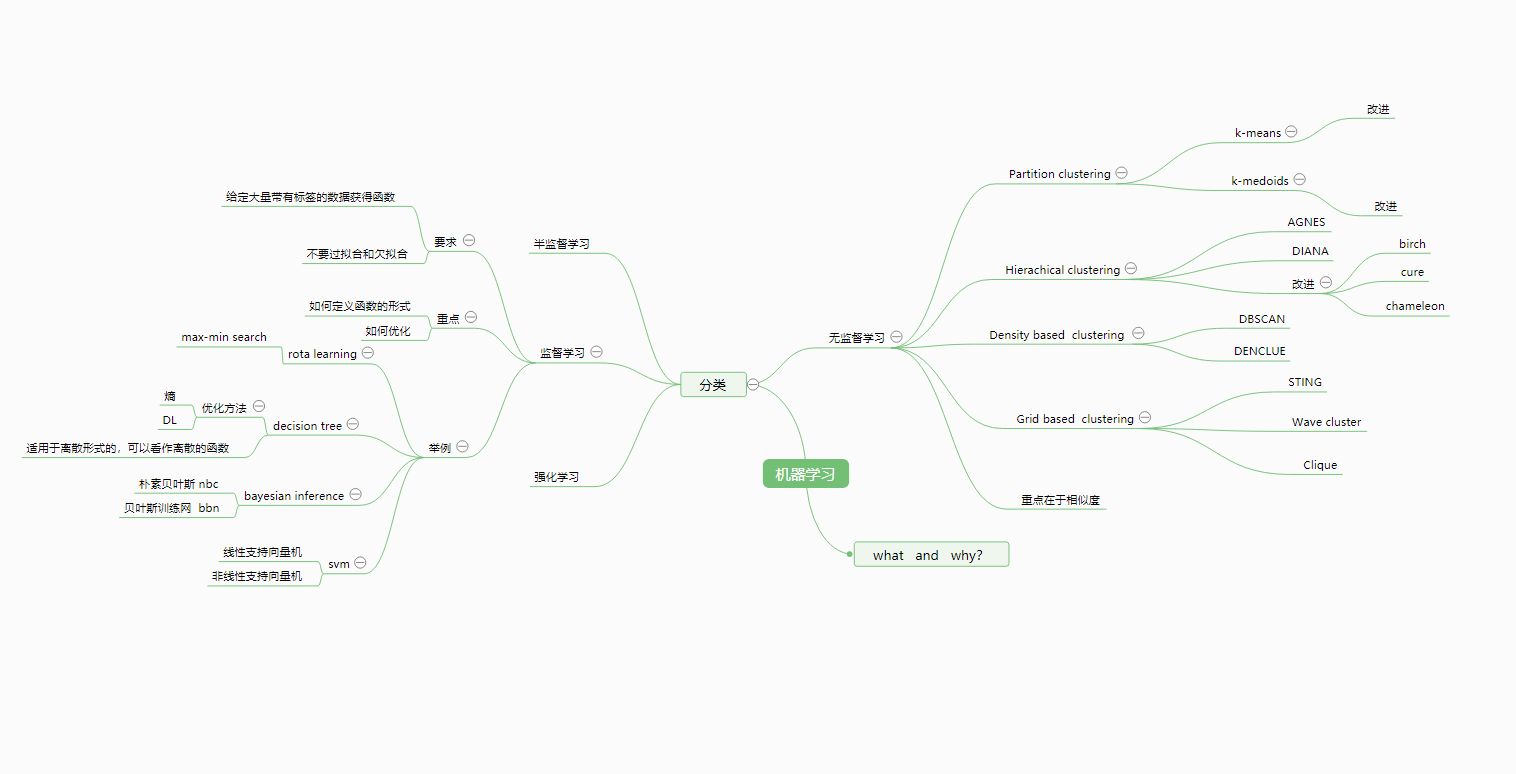 机器学习
分类
半监督学习
监督学习
要求
给定大量带有标签的数据获得函数
不要过拟合和欠拟合
重点
如何定义函数的形式
如何优化
举例
rota learning
max-min search
decision tree
优化方法
熵
DL
适用于离散形式的，可以看作离散的函数
bayesian inference
朴素贝叶斯 nbc
贝叶斯训练网 bbn
svm
线性支持向量机
非线性支持向量机
强化学习
无监督学习
Partition clustering
k-means
改进
k-medoids
改进
Hierachical clustering
AGNES
DIANA
改进
birch
cure
chameleon
Density based clustering
DBSCAN
DENCLUE
Grid based clustering
STING
Wave cluster
Clique
重点在于相似度
what and why?